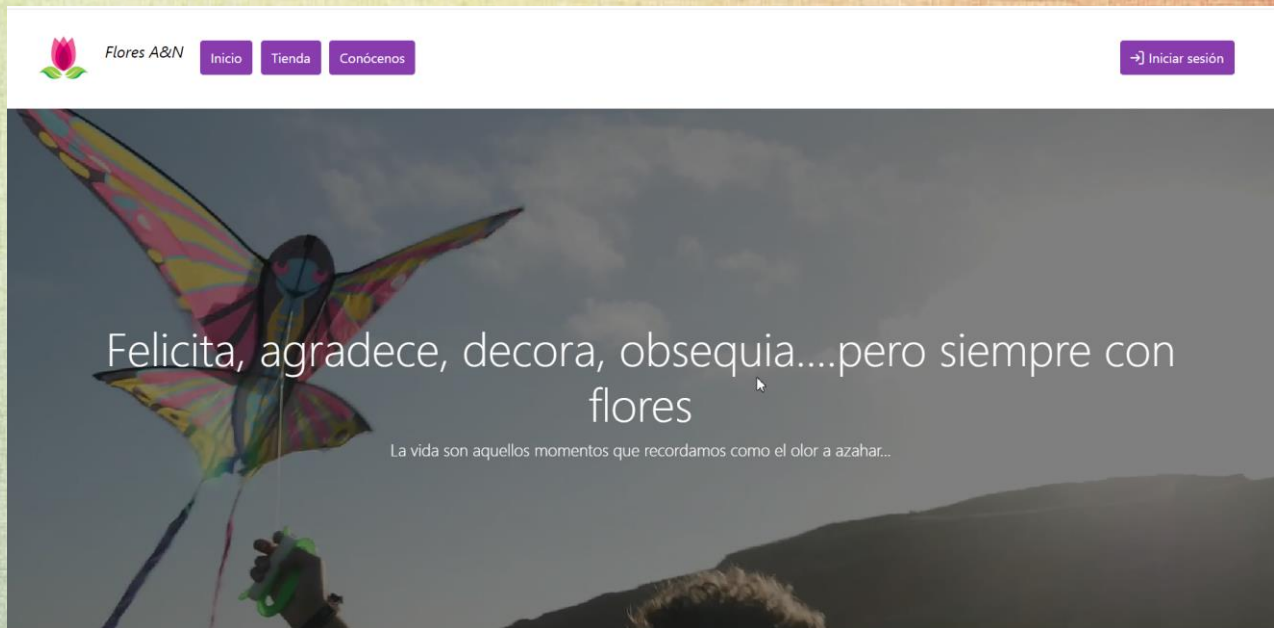 Flores A&N
Inicio
Tienda
Conócenos
Iniciar sesión
Felicita, agradece, decora, obsequia....pero siempre con
flores
La vida son aquellos momentos que recordamos como el olor a azahar...